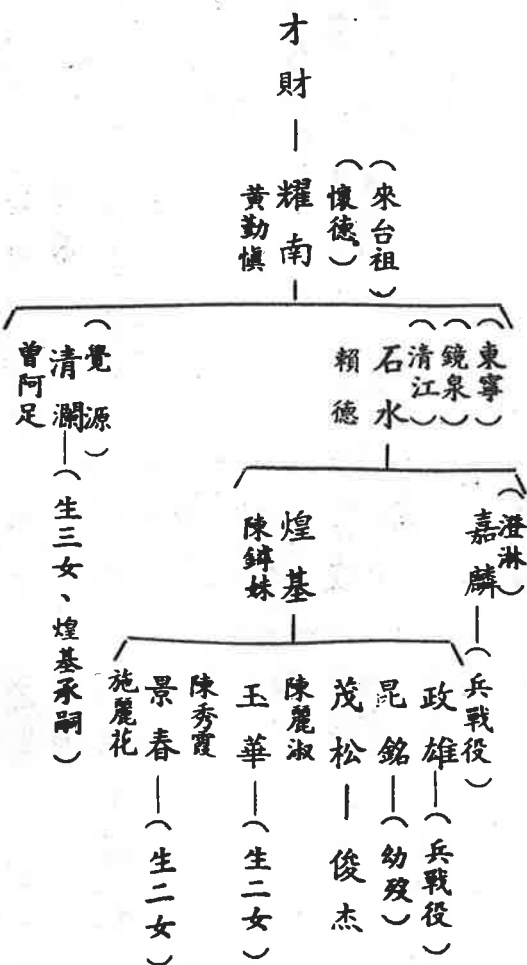 才財
(來台祖)
(懷德)
耀南
黃勤慎
(東寧)
(鏡泉)
(清江)
石水
賴德
(覺源)
清瀾
(生三女、煌基承嗣)
曾阿足
(澄淋)
嘉麟
(兵戰役)
煌基
陳錊妹
政雄
(兵戰役)
昆銘
(幼歿)
茂松
俊杰
陳麗淑
玉華
(生二女)
陳秀霞
景春
(生二女)
施麗花